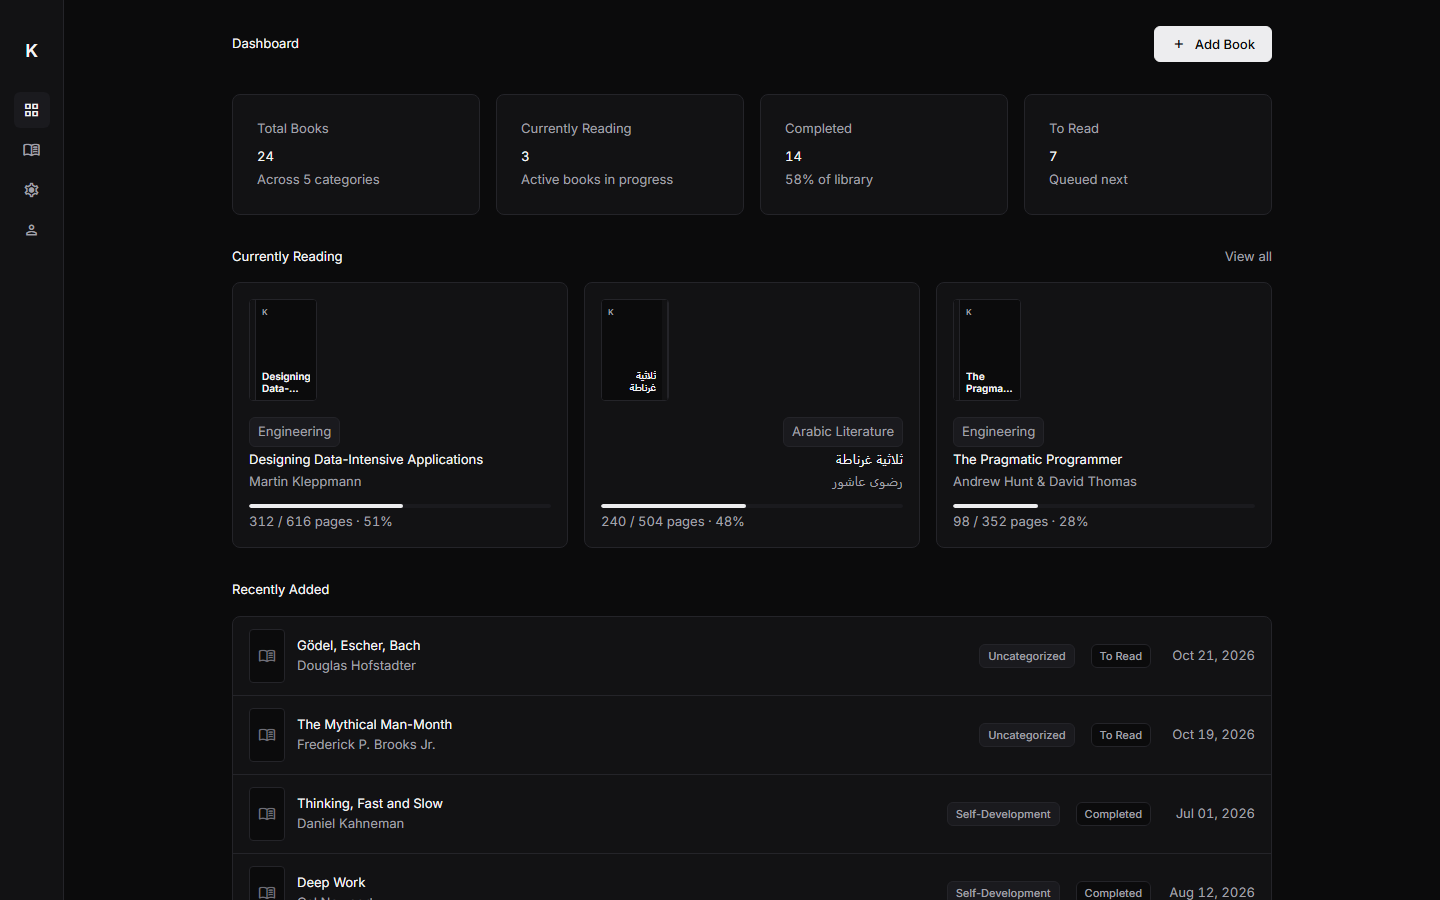 K
Dashboard
+ Add Book
Total Books
24
Across 5 categories
Currently Reading
3
Active books in progress
Completed
14
58% of library
To Read
7
Queued next
Currently Reading
View all
K
Designing
Data-...
Engineering
Designing Data-Intensive Applications
Martin Kleppmann
312 / 616 pages · 51%
K
ثلاثية
غرناطة
Arabic Literature
ثلاثية غرناطة
رضوى عاشور
240 / 504 pages · 48%
K
The
Pragma...
Engineering
The Pragmatic Programmer
Andrew Hunt & David Thomas
98 / 352 pages · 28%
Recently Added
Gödel, Escher, Bach
Douglas Hofstadter
Uncategorized
To Read
Oct 21, 2026
The Mythical Man-Month
Frederick P. Brooks Jr.
Uncategorized
To Read
Oct 19, 2026
Thinking, Fast and Slow
Daniel Kahneman
Self-Development
Completed
Jul 01, 2026
Deep Work
Self-Development
Completed
Aug 12, 2026